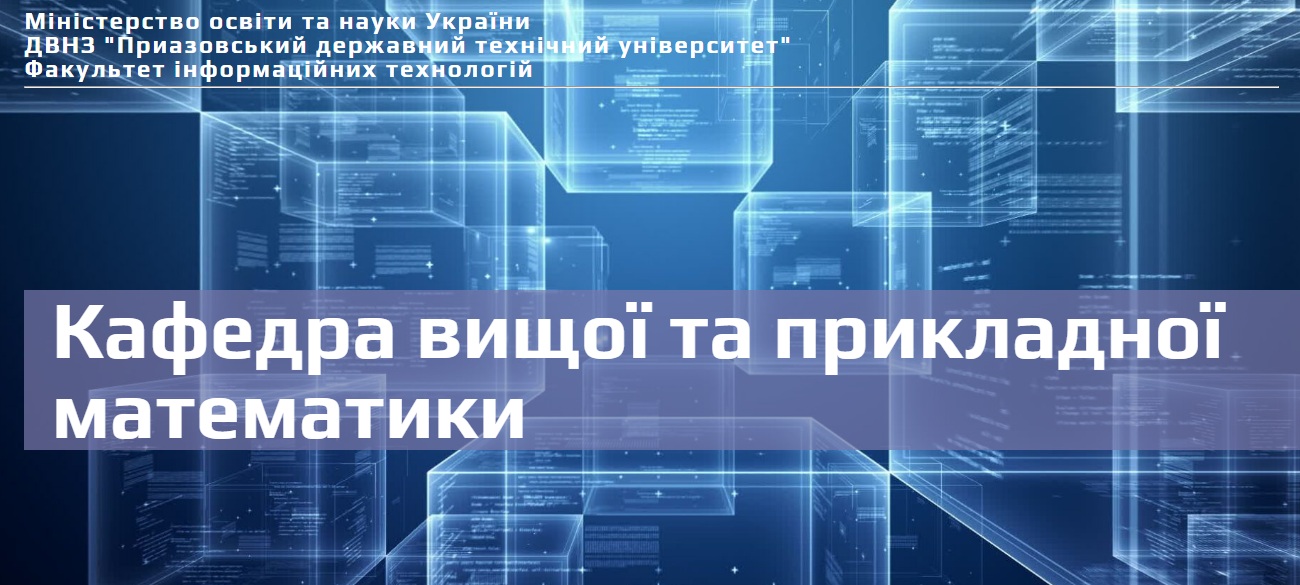 Міністерство освіти та науки України
ДВНЗ "Приазовський державний технічний університет"
Факультет інформаційних технологій
Кафедра вищої та прикладної
математики